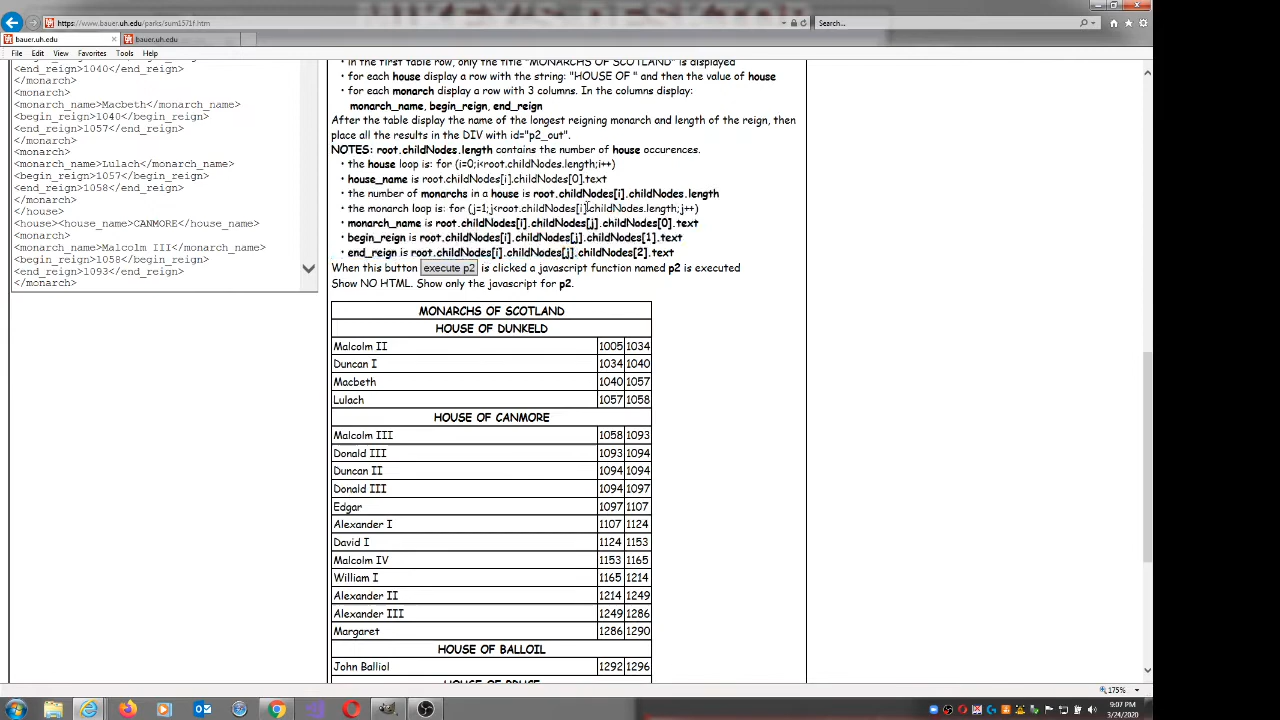 MIKEY'S DESKTOP
https://www.bauer.uh.edu/parks/sum1571f.htm
Search...
bauer.uh.edu
bauer.uh.edu
File Edit View Favorites Tools Help
<end_reign>1040</end_reign>
</monarch>
<monarch>
<monarch_name>Macbeth</monarch_name>
<begin_reign>1040</begin_reign>
<end_reign>1057</end_reign>
</monarch>
<monarch>
<monarch_name>Lulach</monarch_name>
<begin_reign>1057</begin_reign>
<end_reign>1058</end_reign>
</monarch>
</house>
<house><house_name>CANMORE</house_name>
<monarch>
<monarch_name>Malcolm III</monarch_name>
<begin_reign>1058</begin_reign>
<end_reign>1093</end_reign>
</monarch>
• in the first table row, only the title "MONARCHS OF SCOTLAND" is displayed
• for each house display a row with the string: "HOUSE OF " and then the value of house
• for each monarch display a row with 3 columns. In the columns display:
monarch_name, begin_reign, end_reign
After the table display the name of the longest reigning monarch and length of the reign, then
place all the results in the DIV with id="p2_out".
NOTES: root.childNodes.length contains the number of house occurences.
• the house loop is: for (i=0;i<root.childNodes.length;i++)
• house_name is root.childNodes[i].childNodes[0].text
• the number of monarchs in a house is root.childNodes[i].childNodes.length
• the monarch loop is: for (j=1;j<root.childNodes[i].childNodes.length;j++)
• monarch_name is root.childNodes[i].childNodes[j].childNodes[0].text
• begin_reign is root.childNodes[i].childNodes[j].childNodes[1].text
• end_reign is root.childNodes[i].childNodes[j].childNodes[2].text
When this button execute p2 is clicked a javascript function named p2 is executed
Show NO HTML. Show only the javascript for p2.
MONARCHS OF SCOTLAND
HOUSE OF DUNKELD
Malcolm II 1005 1034
Duncan I 1034 1040
Macbeth 1040 1057
Lulach 1057 1058
HOUSE OF CANMORE
Malcolm III 1058 1093
Donald III 1093 1094
Duncan II 1094 1094
Donald III 1094 1097
Edgar 1097 1107
Alexander I 1107 1124
David I 1124 1153
Malcolm IV 1153 1165
William I 1165 1214
Alexander II 1214 1249
Alexander III 1249 1286
Margaret 1286 1290
HOUSE OF BALLOIL
John Balliol 1292 1296
HOUSE OF BRUCE
175%
9:07 PM
3/24/2020